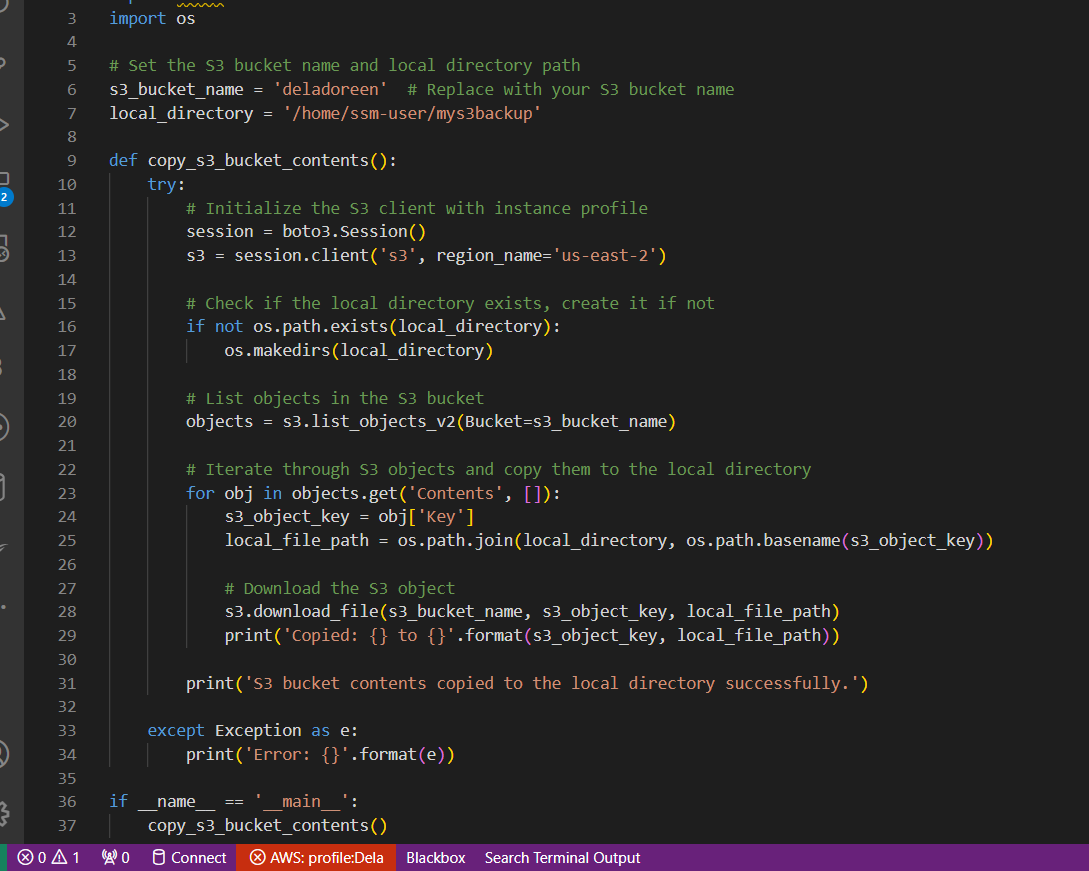 3 import os
4
5 # Set the S3 bucket name and local directory path
6 s3_bucket_name = 'deladoreen'  # Replace with your S3 bucket name
7 local_directory = '/home/ssm-user/mys3backup'
8
9 def copy_s3_bucket_contents():
10     try:
11         # Initialize the S3 client with instance profile
12         session = boto3.Session()
13         s3 = session.client('s3', region_name='us-east-2')
14
15         # Check if the local directory exists, create it if not
16         if not os.path.exists(local_directory):
17             os.makedirs(local_directory)
18
19         # List objects in the S3 bucket
20         objects = s3.list_objects_v2(Bucket=s3_bucket_name)
21
22         # Iterate through S3 objects and copy them to the local directory
23         for obj in objects.get('Contents', []):
24             s3_object_key = obj['Key']
25             local_file_path = os.path.join(local_directory, os.path.basename(s3_object_key))
26
27             # Download the S3 object
28             s3.download_file(s3_bucket_name, s3_object_key, local_file_path)
29             print('Copied: {} to {}'.format(s3_object_key, local_file_path))
30
31         print('S3 bucket contents copied to the local directory successfully.')
32
33     except Exception as e:
34         print('Error: {}'.format(e))
35
36 if __name__ == '__main__':
37     copy_s3_bucket_contents()
2
0 1 0 Connect AWS: profile:Dela Blackbox Search Terminal Output